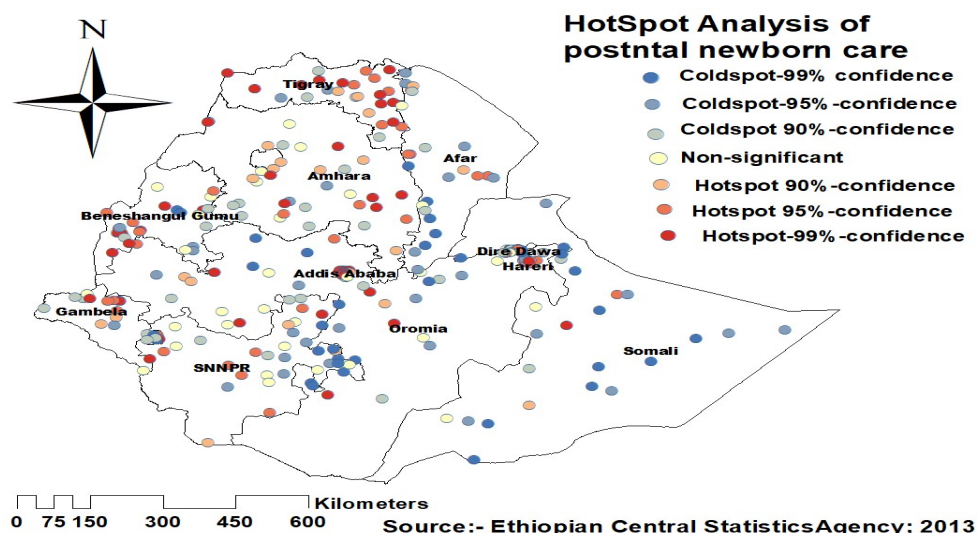 HotSpot Analysis of
postntal newborn care
N
Coldspot-99% confidence
Coldspot-95%-confidence
Coldspot 90%-confidence
Non-significant
Hotspot 90%-confidence
Hotspot 95%-confidence
Hotspot-99%-confidence
Tigray
Afar
Amhara
Beneshangul Gumu
Dire Dawa
Hareri
Addis Ababa
Gambela
Oromia
Somali
SNNPR
Kilometers
0 75 150 300 450 600
Source:- Ethiopian Central StatisticsAgency; 2013